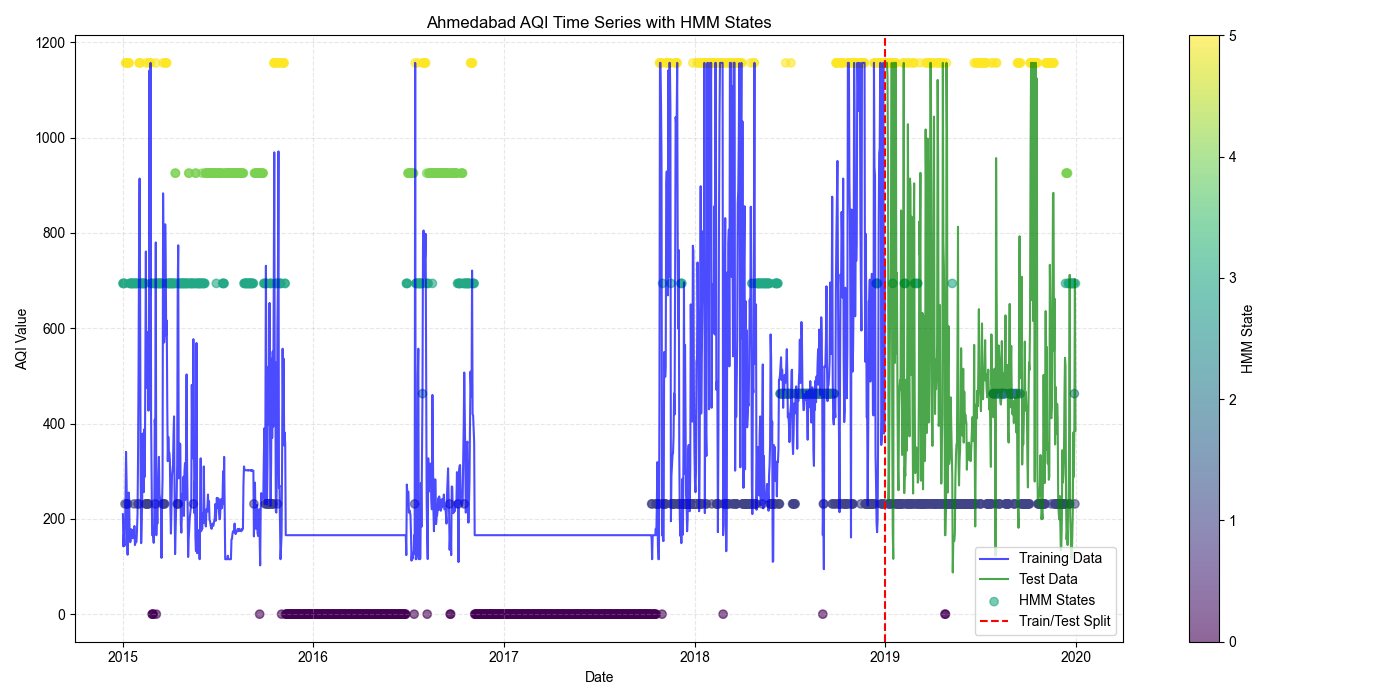 Ahmedabad AQI Time Series with HMM States
AQI Value
1200
1000
800
600
400
200
0
2015
2016
2017
2018
2019
2020
Date
Training Data
Test Data
HMM States
Train/Test Split
5
4
3
2
1
0
HMM State